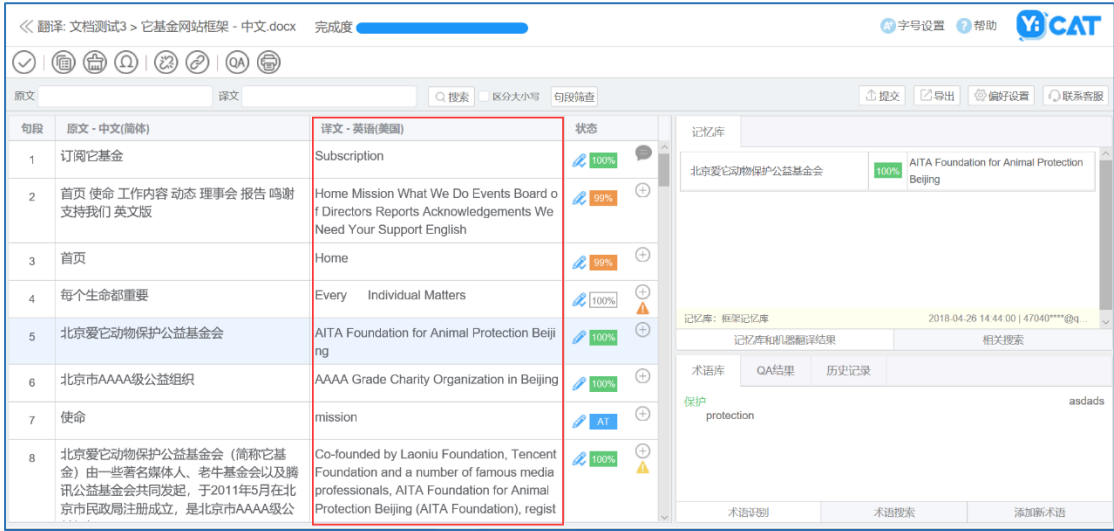 翻译: 文档测试3 > 它基金网站框架 - 中文.docx 完成度
字号设置 帮助 YiCAT
QA
原文 译文 搜索 区分大小写 句段筛查 提交 导出 偏好设置 联系客服
句段 原文 - 中文(简体) 译文 - 英语(美国) 状态
1 订阅它基金 Subscription 100%
2 首页 使命 工作内容 动态 理事会 报告 鸣谢 Home Mission What We Do Events Board o 99%
支持我们 英文版 f Directors Reports Acknowledgements We
Need Your Support English
3 首页 Home 99%
4 每个生命都重要 Every Individual Matters 100%
5 北京爱它动物保护公益基金会 AITA Foundation for Animal Protection Beiji 100%
ng
6 北京市AAAA级公益组织 AAAA Grade Charity Organization in Beijing 100%
7 使命 mission AT
8 北京爱它动物保护公益基金会（简称它基 Co-founded by Laoniu Foundation, Tencent 100%
金）由一些著名媒体人、老牛基金会以及腾 Foundation and a number of famous media
讯公益基金会共同发起，于2011年5月在北 professionals, AITA Foundation for Animal
京市民政局注册成立，是北京市AAAA级公 Protection Beijing (AITA Foundation), regist
记忆库
北京爱它动物保护公益基金会 100% AITA Foundation for Animal Protection
Beijing
记忆库：框架记忆库 2018-04-26 14:44:00 | 47040****@q...
记忆库和机器翻译结果 相关搜索
术语库 QA结果 历史记录
保护 asdads
protection
术语识别 术语搜索 添加新术语